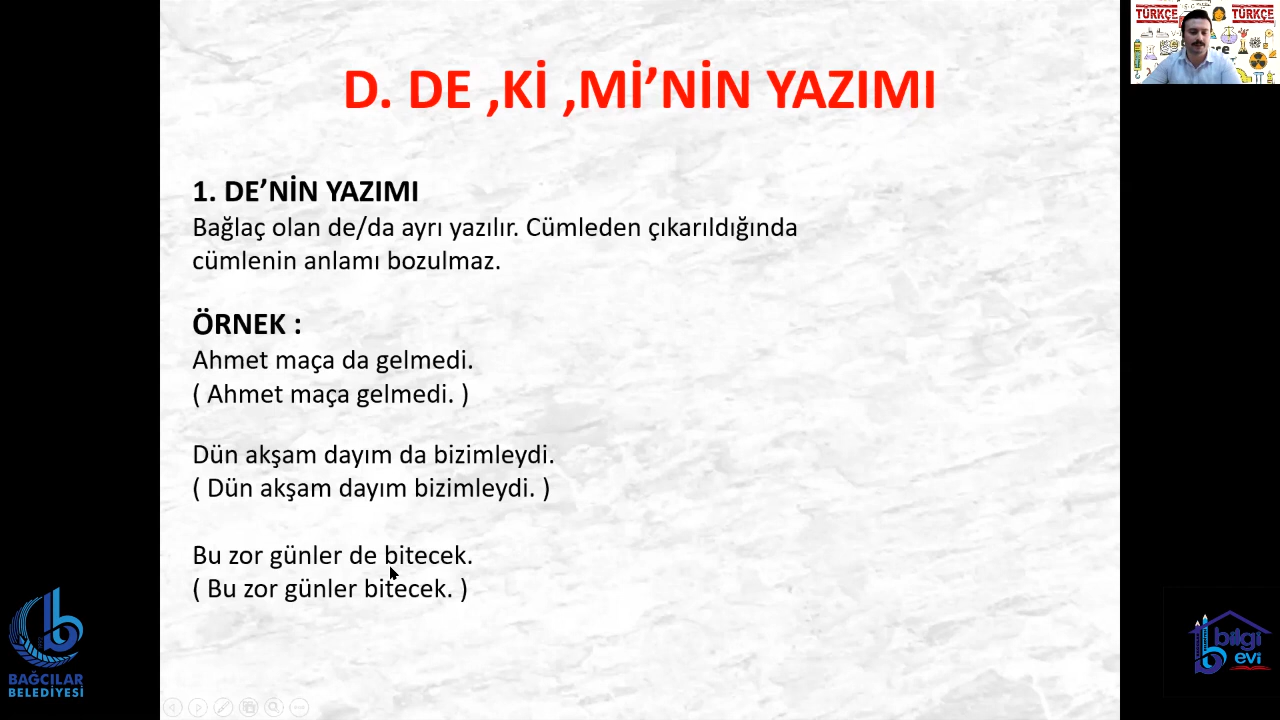 D. DE ,Kİ ,Mİ’NİN YAZIMI
1. DE’NİN YAZIMI
Bağlaç olan de/da ayrı yazılır. Cümleden çıkarıldığında
cümlenin anlamı bozulmaz.
ÖRNEK :
Ahmet maça da gelmedi.
( Ahmet maça gelmedi. )
Dün akşam dayım da bizimleydi.
( Dün akşam dayım bizimleydi. )
Bu zor günler de bitecek.
( Bu zor günler bitecek. )
TÜRKÇE
TÜRKÇE
BAĞCILAR
BELEDİYESİ
bilgi
evi